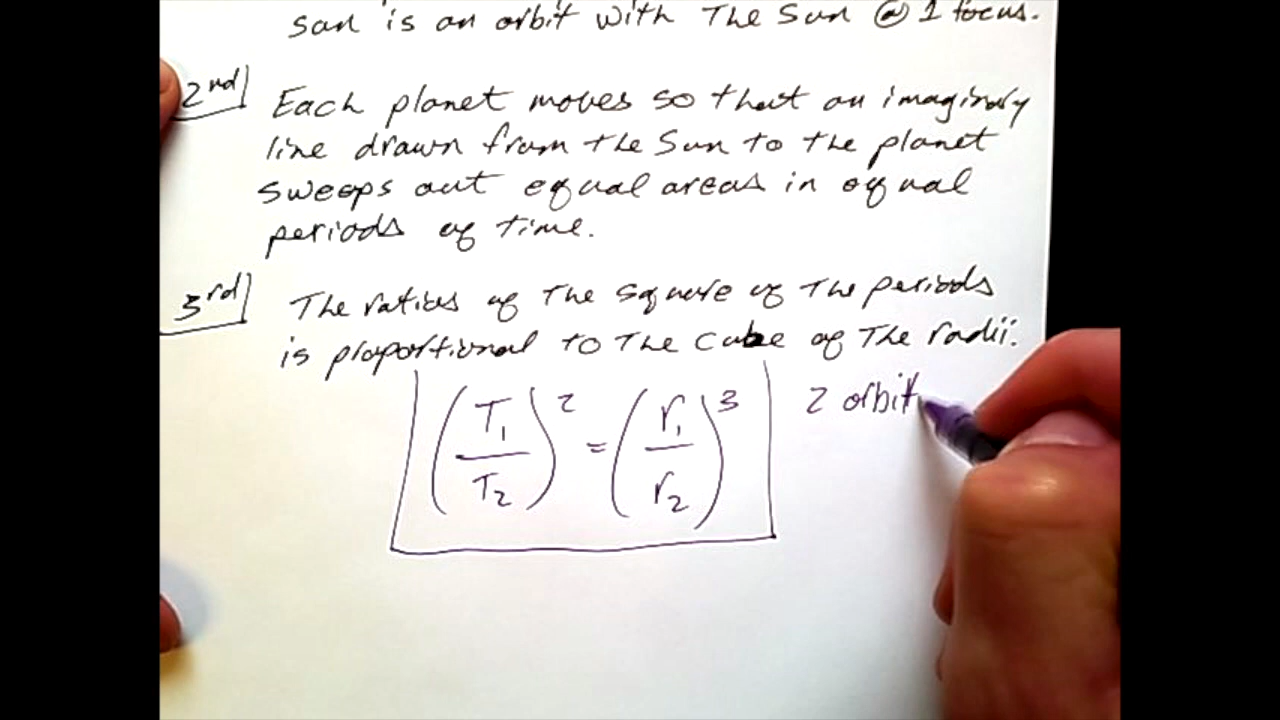 sun is an orbit with The Sun @ 1 focus.
2nd Each planet moves so that an imaginary
line drawn from the Sun to the planet
sweeps out equal areas in equal
periods of time.
3rd The ratios of The square of The periods
is proportional to The cube of The radii.
(T1/T2)^2 = (r1/r2)^3 2 orbit